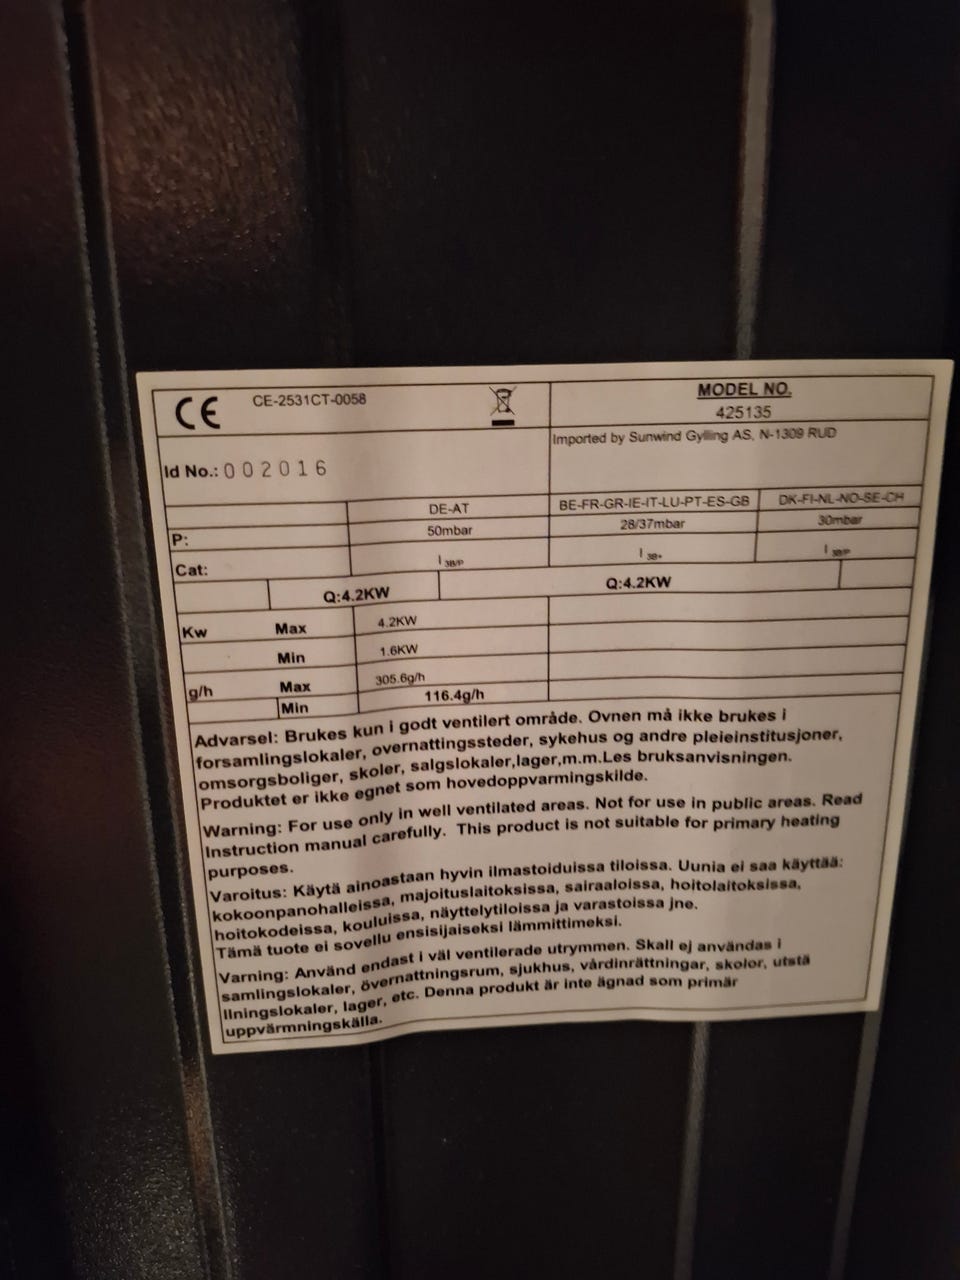 CE CE-2531CT-0058
MODEL NO.
425135
Id No.: 002016
Imported by Sunwind Gylling AS, N-1309 RUD
DE-AT BE-FR-GR-IE-IT-LU-PT-ES-GB DK-FI-NL-NO-SE-CH
P: 50mbar 28/37mbar 30mbar
Cat: I 3B/P I 3B+ I 3B/P
Q:4.2KW Q:4.2KW
Kw Max 4.2KW
Min 1.6KW
g/h Max 305.6g/h
Min 116.4g/h
Advarsel: Brukes kun i godt ventilert område. Ovnen må ikke brukes i
forsamlingslokaler, overnattingssteder, sykehus og andre pleieinstitusjoner,
omsorgsboliger, skoler, salgslokaler,lager,m.m.Les bruksanvisningen.
Produktet er ikke egnet som hovedoppvarmingskilde.
Warning: For use only in well ventilated areas. Not for use in public areas. Read
Instruction manual carefully. This product is not suitable for primary heating
purposes.
Varoitus: Käytä ainoastaan hyvin ilmastoiduissa tiloissa. Uunia ei saa käyttää:
kokoonpanohalleissa, majoituslaitoksissa, sairaaloissa, hoitolaitoksissa,
hoitokodeissa, kouluissa, näyttelytiloissa ja varastoissa jne.
Tämä tuote ei sovellu ensisijaiseksi lämmittimeksi.
Varning: Använd endast i väl ventilerade utrymmen. Skall ej användas i
samlingslokaler, övernattningsrum, sjukhus, vårdinrättningar, skolor, utstä
llningslokaler, lager, etc. Denna produkt är inte ägnad som primär
uppvärmningskälla.